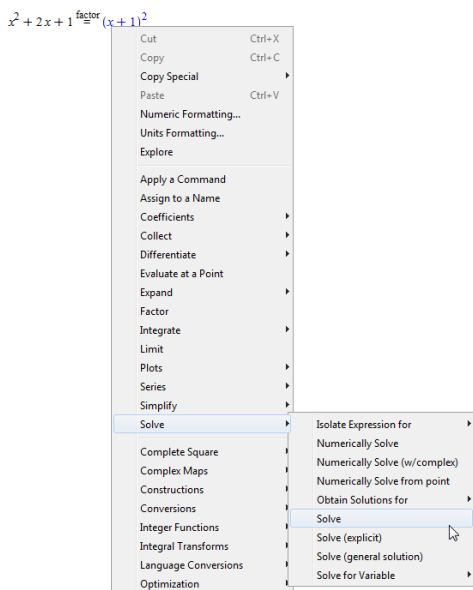 x² + 2 x + 1 factor = (x + 1)²
Cut Ctrl+X
Copy Ctrl+C
Copy Special
Paste Ctrl+V
Numeric Formatting...
Units Formatting...
Explore
Apply a Command
Assign to a Name
Coefficients
Collect
Differentiate
Evaluate at a Point
Expand
Factor
Integrate
Limit
Plots
Series
Simplify
Solve
Complete Square
Complex Maps
Constructions
Conversions
Integer Functions
Integral Transforms
Language Conversions
Optimization
Isolate Expression for
Numerically Solve
Numerically Solve (w/complex)
Numerically Solve from point
Obtain Solutions for
Solve
Solve (explicit)
Solve (general solution)
Solve for Variable